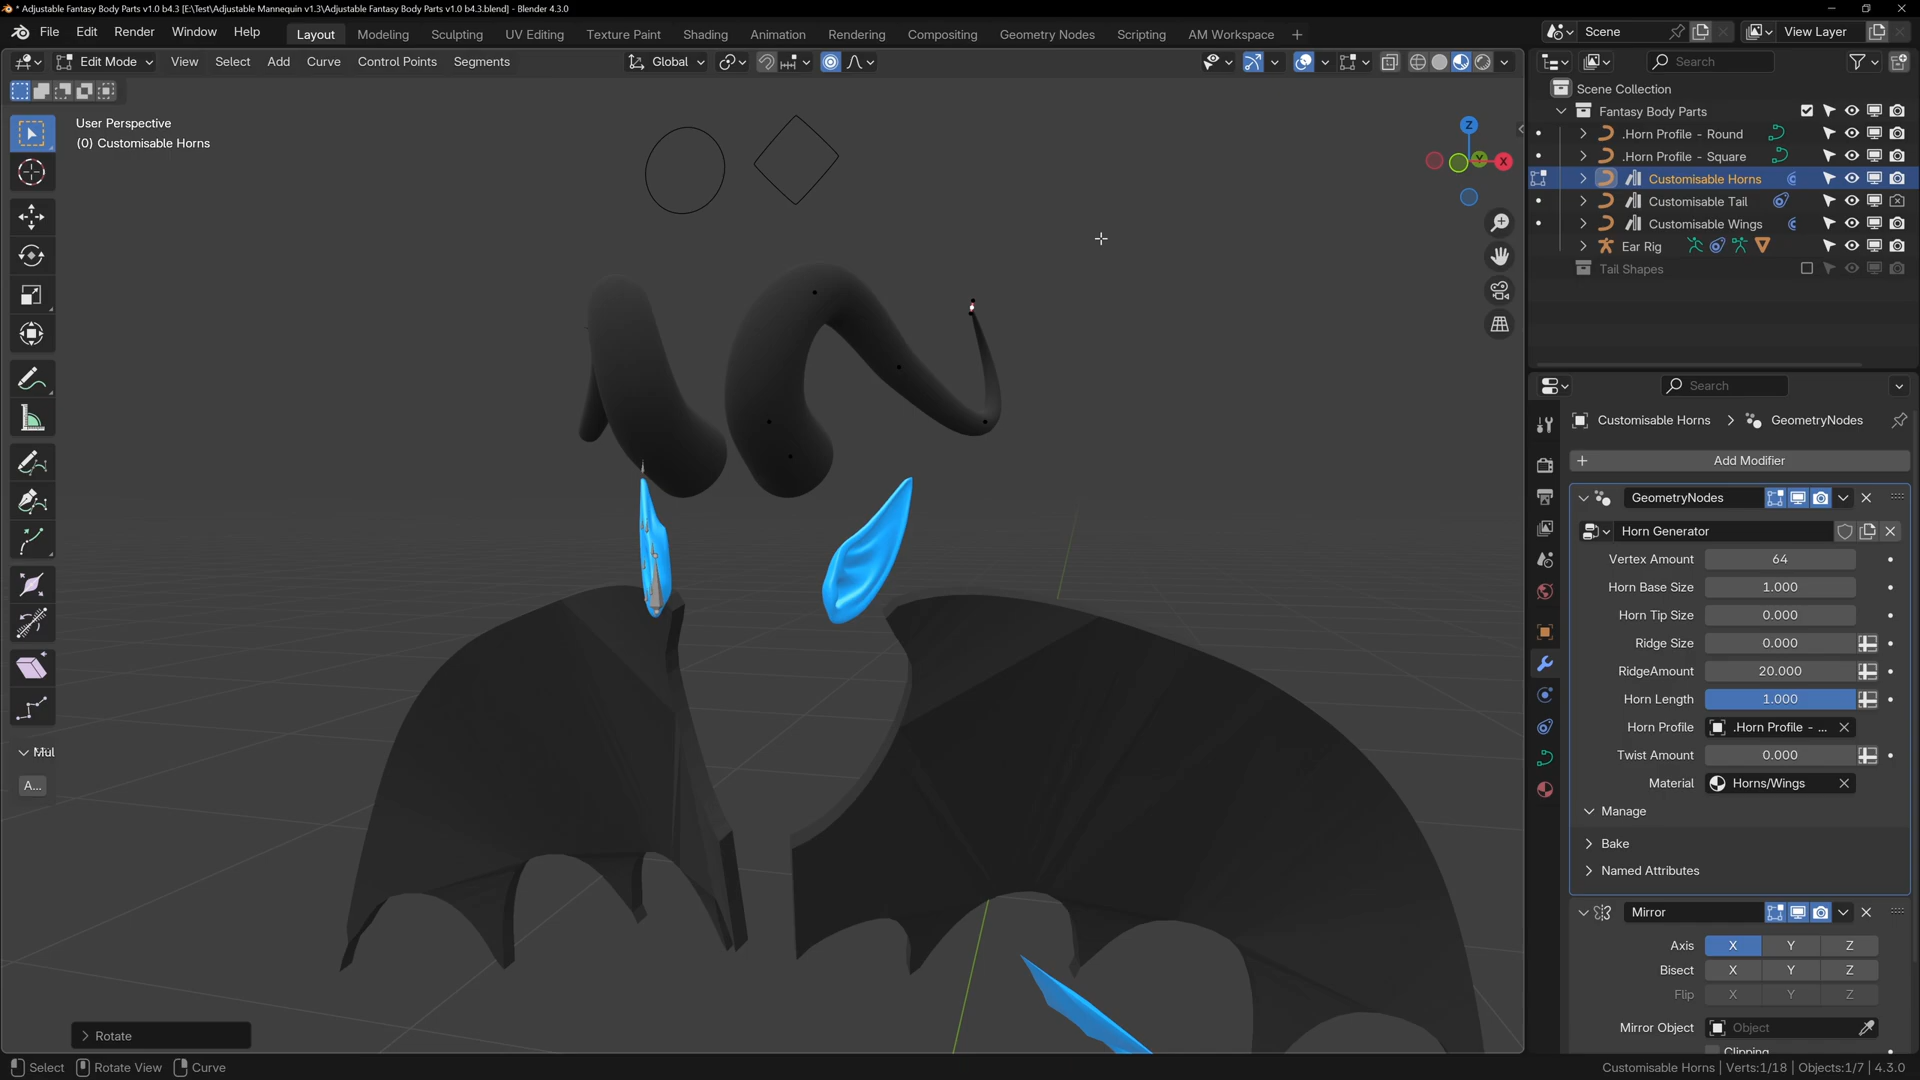 * Adjustable Fantasy Body Parts v1.0 b4.3 [E:\Test\Adjustable Mannequin v1.3\Adjustable Fantasy Body Parts v1.0 b4.3.blend] - Blender 4.3.0
File Edit Render Window Help Layout Modeling Sculpting UV Editing Texture Paint Shading Animation Rendering Compositing Geometry Nodes Scripting AM Workspace + Scene View Layer
Edit Mode View Select Add Curve Control Points Segments Global Search
User Perspective
(0) Customisable Horns
Z
Y
X
Scene Collection
Fantasy Body Parts
.Horn Profile - Round
.Horn Profile - Square
Customisable Horns
Customisable Tail
Customisable Wings
Ear Rig
Tail Shapes
Search
Customisable Horns > GeometryNodes
+ Add Modifier
GeometryNodes
Horn Generator
Vertex Amount 64
Horn Base Size 1.000
Horn Tip Size 0.000
Ridge Size 0.000
RidgeAmount 20.000
Horn Length 1.000
Horn Profile .Horn Profile - ...
Twist Amount 0.000
Material Horns/Wings
Manage
Bake
Named Attributes
Mirror
Axis X Y Z
Bisect X Y Z
Flip X Y Z
Mirror Object Object
Clipping
Mul
A...
Rotate
Select Rotate View Curve Customisable Horns | Verts:1/18 | Objects:1/7 | 4.3.0